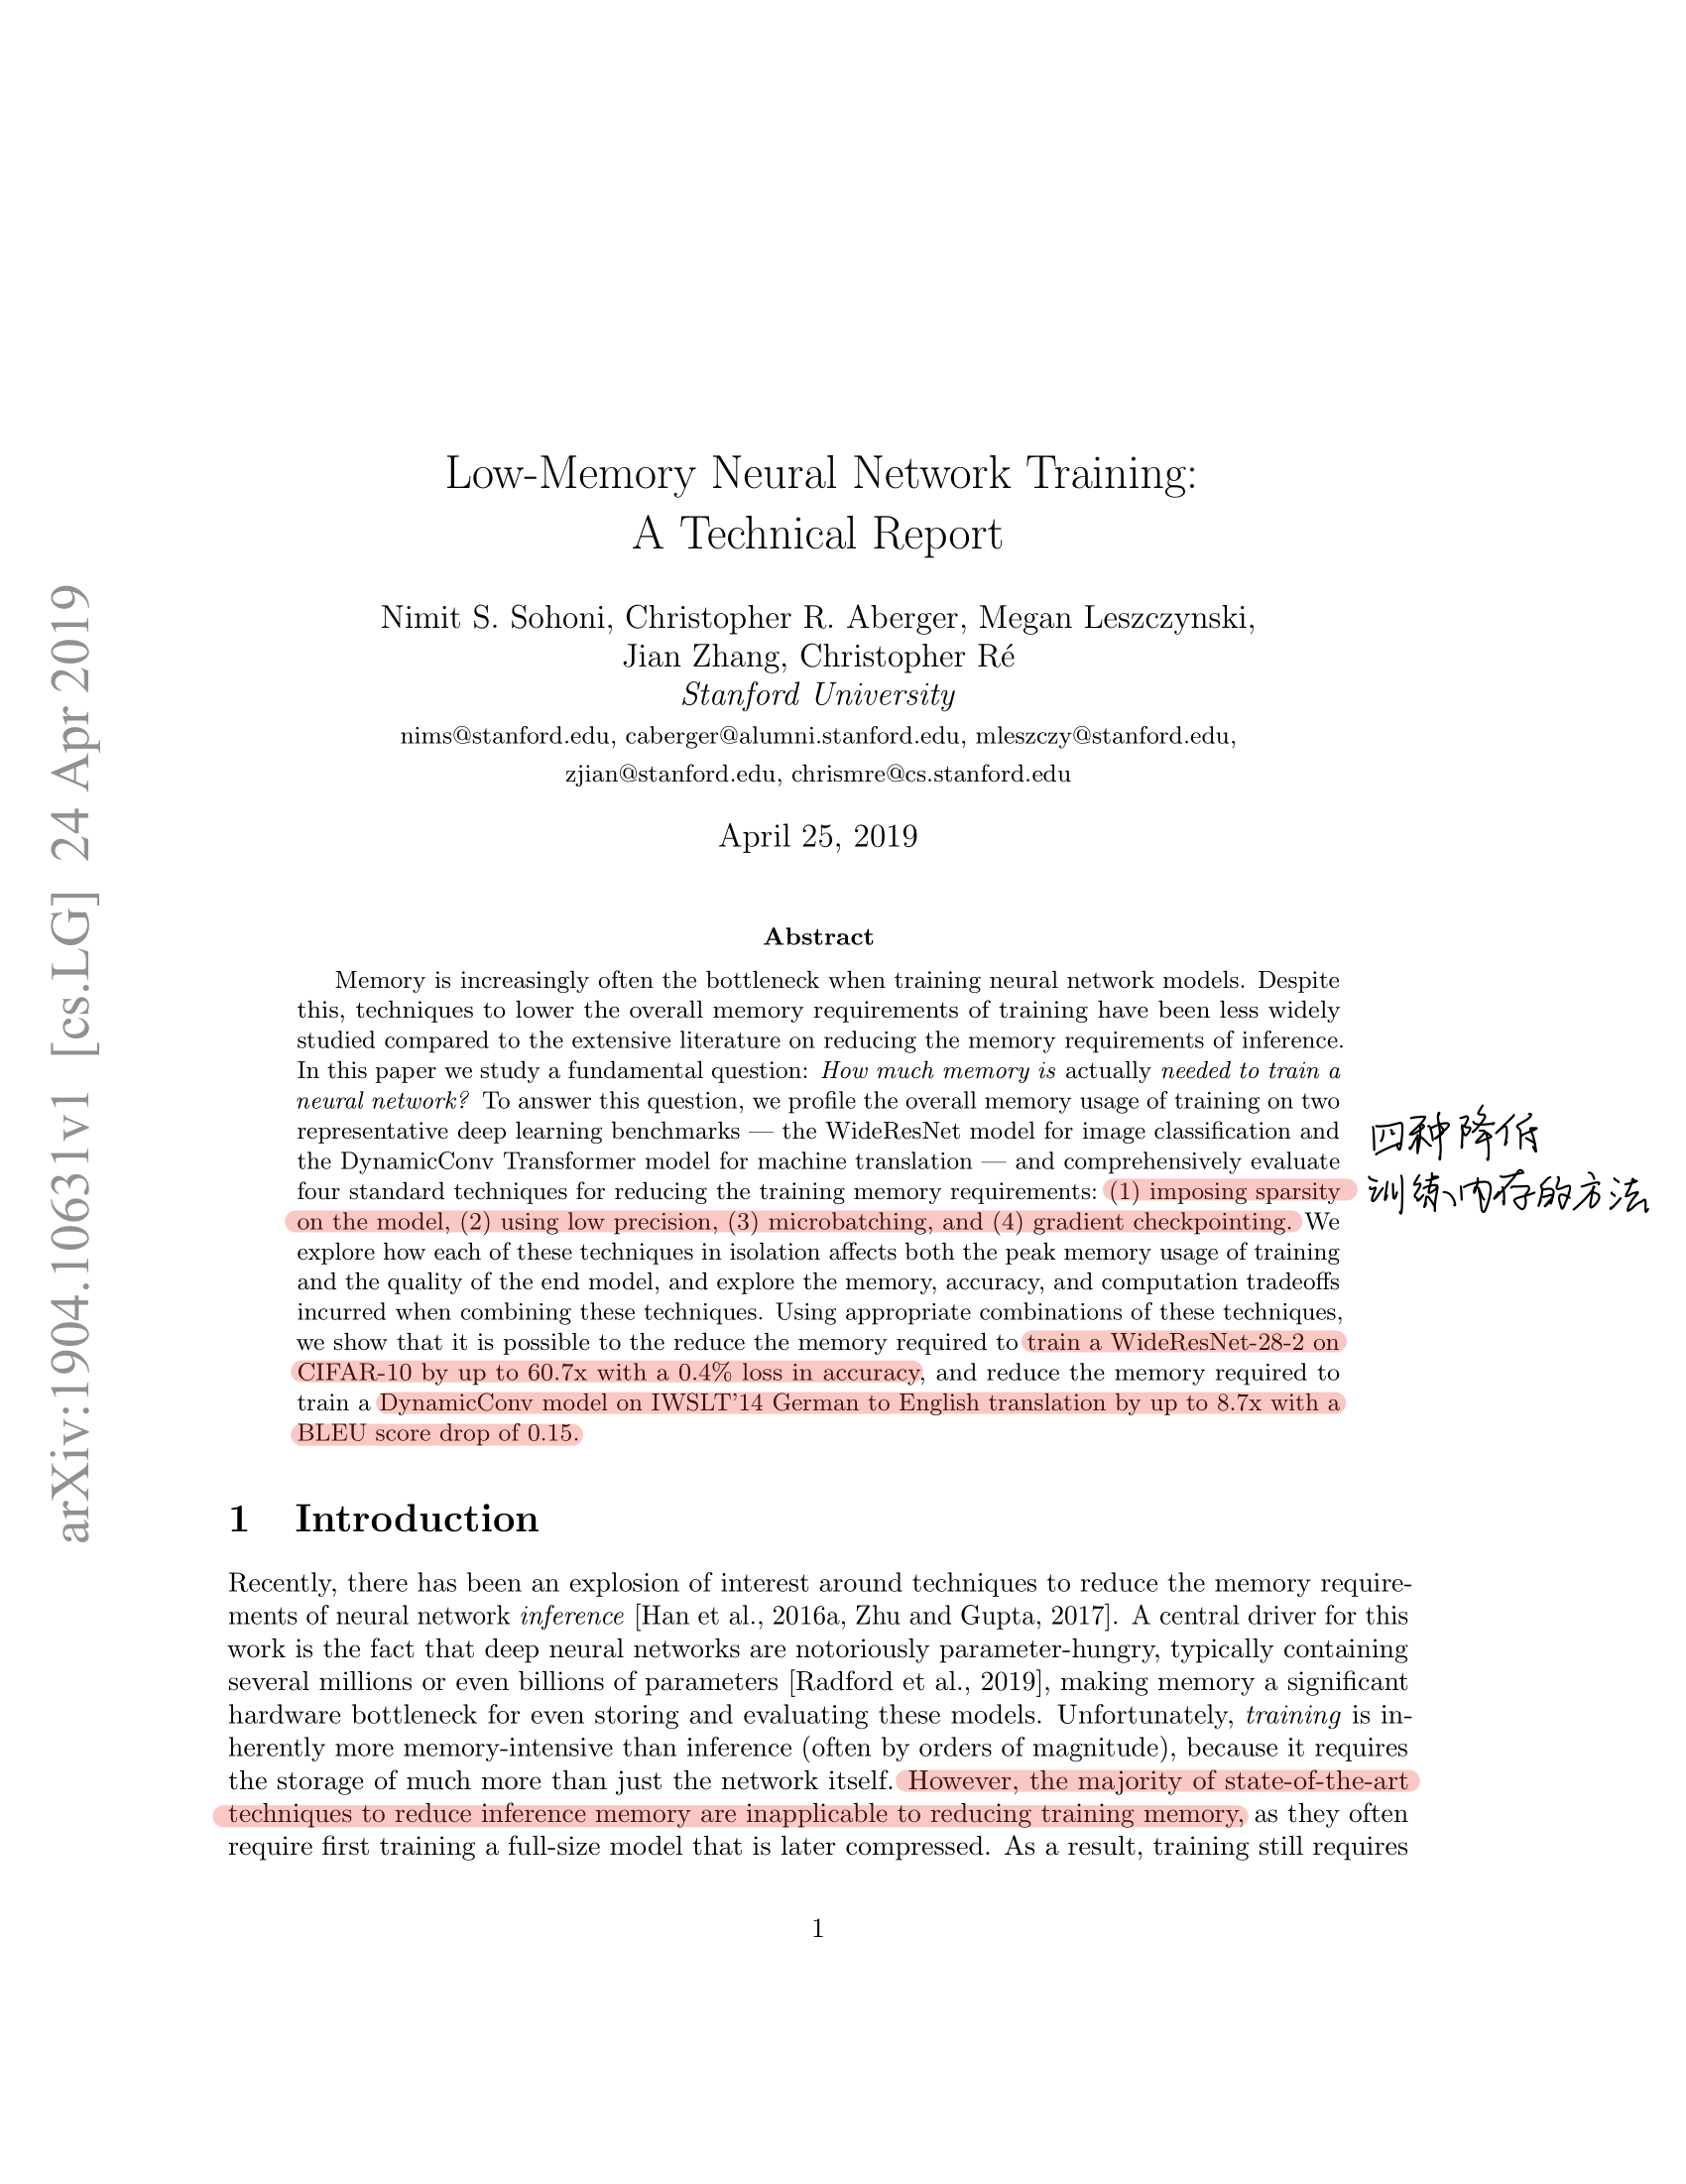 Low-Memory Neural Network Training:
A Technical Report
Nimit S. Sohoni, Christopher R. Aberger, Megan Leszczynski,
Jian Zhang, Christopher Ré
Stanford University
nims@stanford.edu, caberger@alumni.stanford.edu, mleszczy@stanford.edu,
zjian@stanford.edu, chrismre@cs.stanford.edu
April 25, 2019
arXiv:1904.10631v1 [cs.LG] 24 Apr 2019
Abstract
Memory is increasingly often the bottleneck when training neural network models. Despite
this, techniques to lower the overall memory requirements of training have been less widely
studied compared to the extensive literature on reducing the memory requirements of inference.
In this paper we study a fundamental question: How much memory is actually needed to train a
neural network? To answer this question, we profile the overall memory usage of training on two
representative deep learning benchmarks — the WideResNet model for image classification and
the DynamicConv Transformer model for machine translation — and comprehensively evaluate
four standard techniques for reducing the training memory requirements: (1) imposing sparsity
on the model, (2) using low precision, (3) microbatching, and (4) gradient checkpointing. We
explore how each of these techniques in isolation affects both the peak memory usage of training
and the quality of the end model, and explore the memory, accuracy, and computation tradeoffs
incurred when combining these techniques. Using appropriate combinations of these techniques,
we show that it is possible to the reduce the memory required to train a WideResNet-28-2 on
CIFAR-10 by up to 60.7x with a 0.4% loss in accuracy, and reduce the memory required to
train a DynamicConv model on IWSLT'14 German to English translation by up to 8.7x with a
BLEU score drop of 0.15.
四种降低
训练内存的方法
1 Introduction
Recently, there has been an explosion of interest around techniques to reduce the memory require-
ments of neural network inference [Han et al., 2016a, Zhu and Gupta, 2017]. A central driver for this
work is the fact that deep neural networks are notoriously parameter-hungry, typically containing
several millions or even billions of parameters [Radford et al., 2019], making memory a significant
hardware bottleneck for even storing and evaluating these models. Unfortunately, training is in-
herently more memory-intensive than inference (often by orders of magnitude), because it requires
the storage of much more than just the network itself. However, the majority of state-of-the-art
techniques to reduce inference memory are inapplicable to reducing training memory, as they often
require first training a full-size model that is later compressed. As a result, training still requires
1